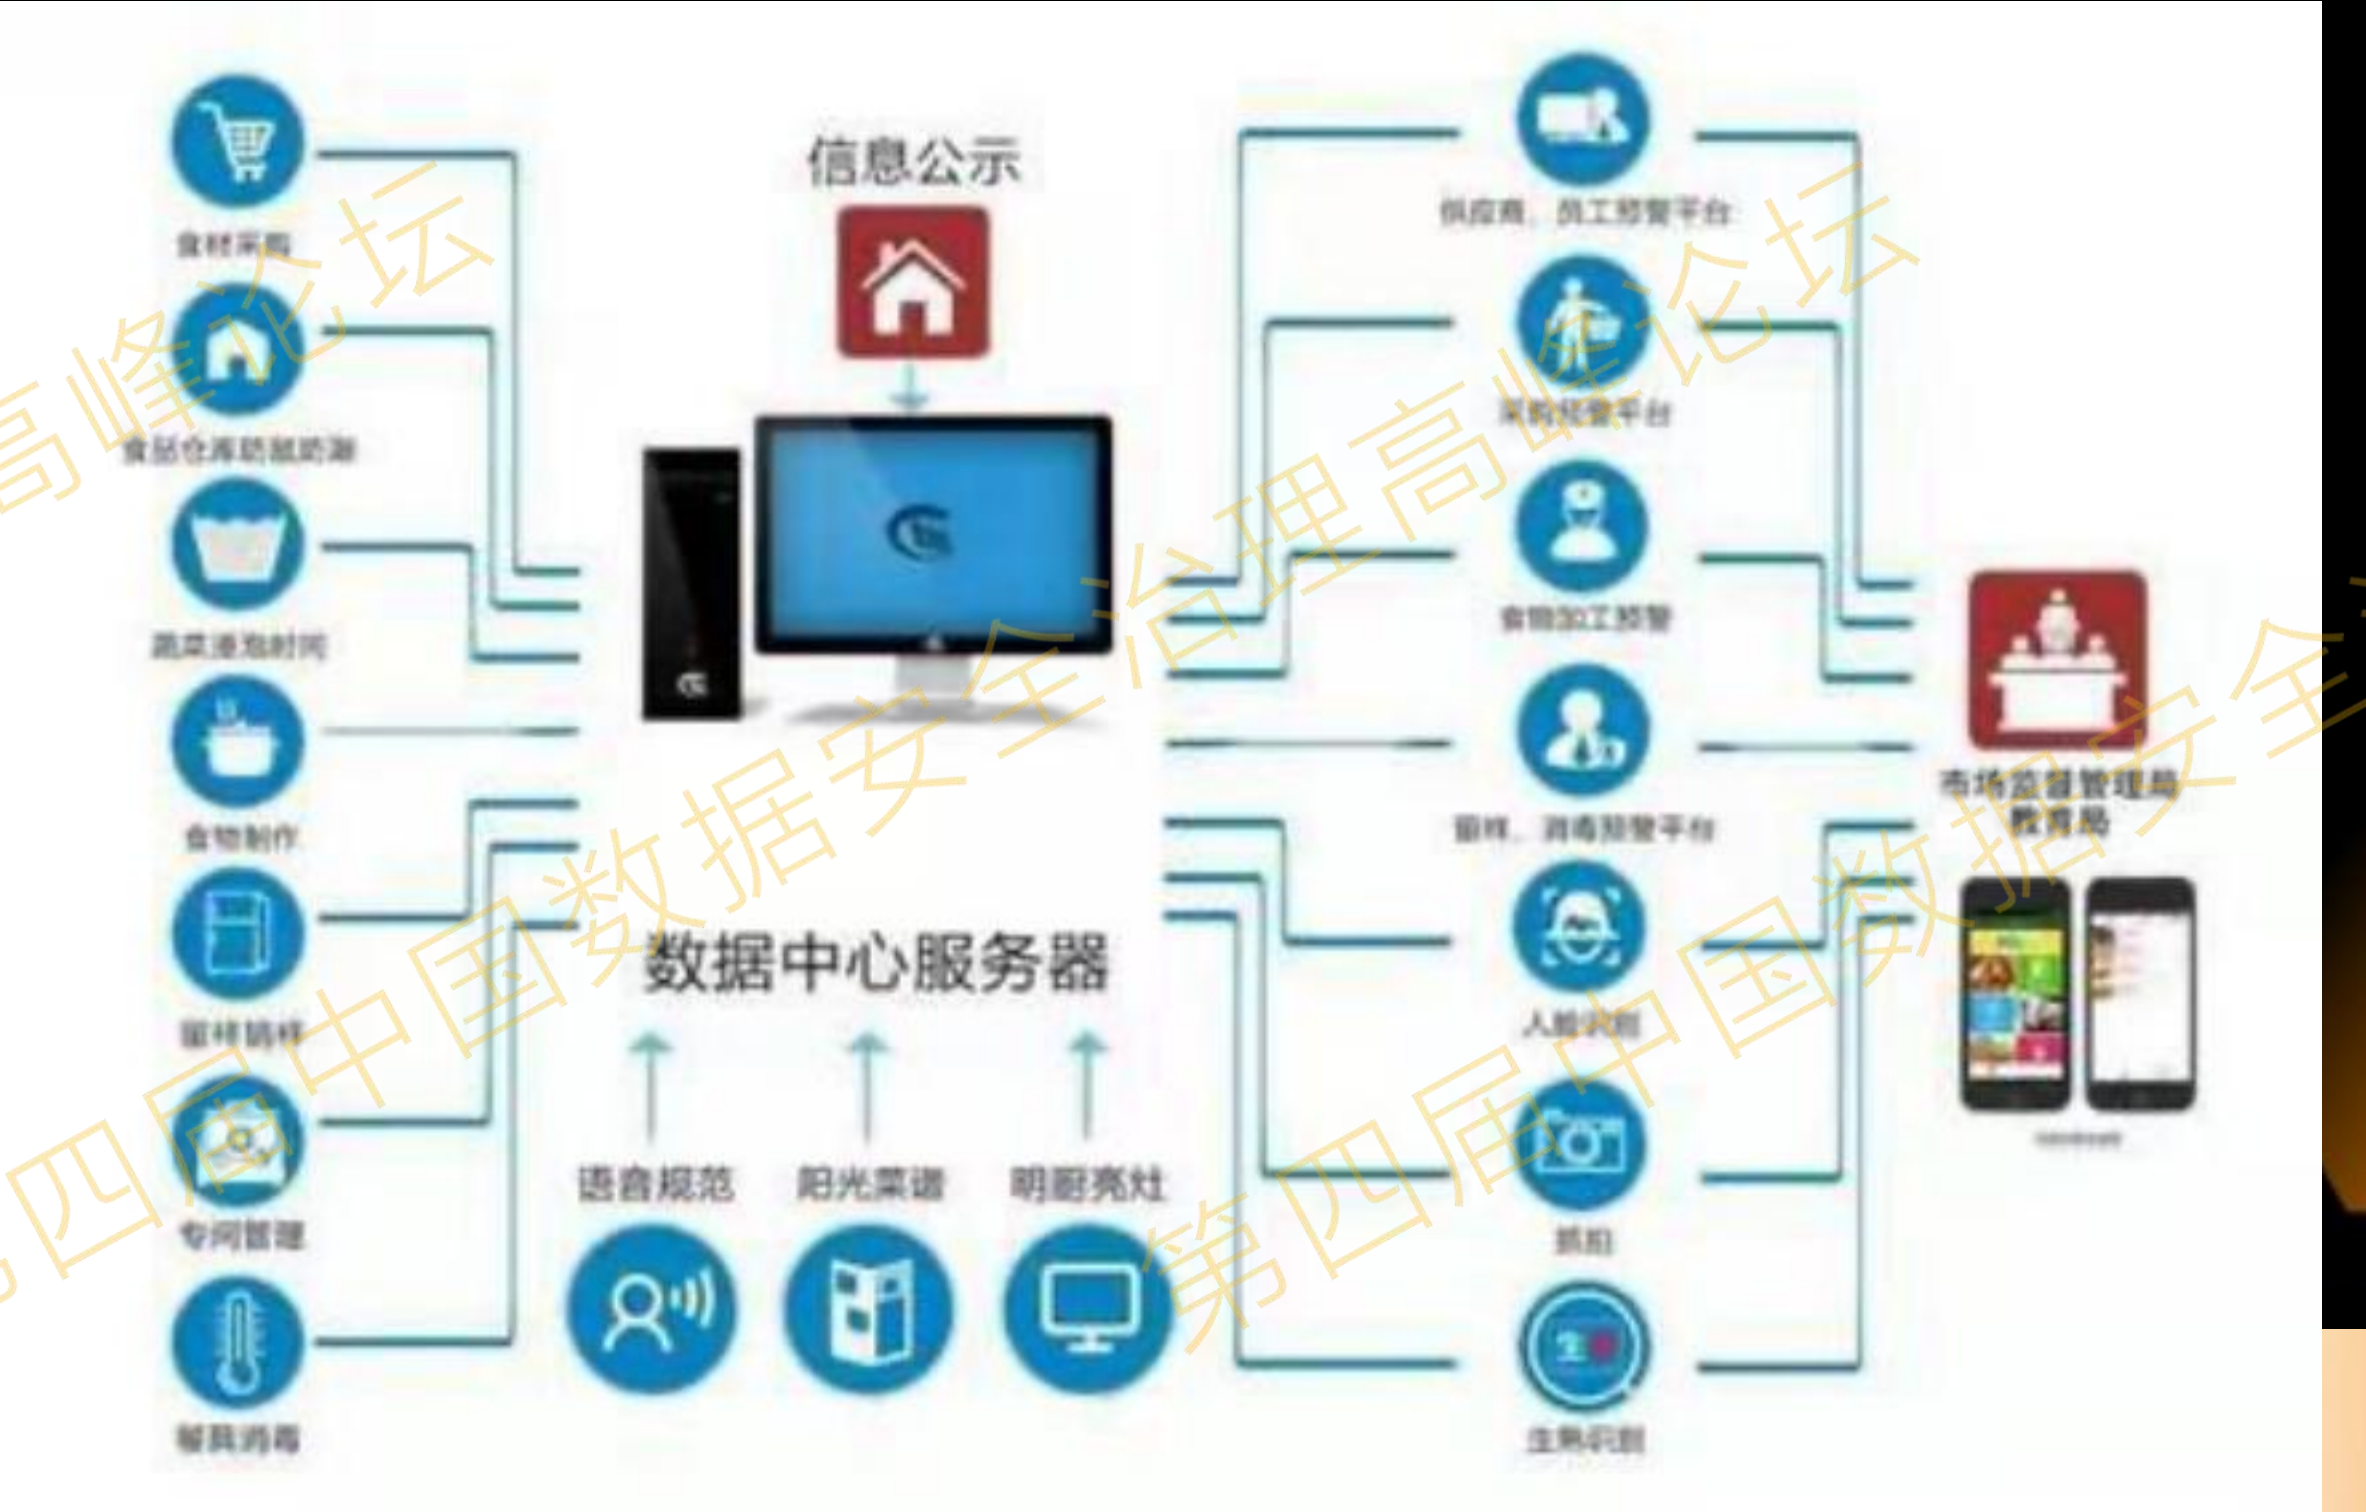 信息公示
食材采购
食品仓库防鼠防潮
蔬菜浸泡时间
食物制作
留样销样
专间管理
餐具消毒
数据中心服务器
语音规范
阳光菜谱
明厨亮灶
供应商、员工预警平台
采购预警平台
食物加工预警
留样、消毒预警平台
人脸识别
抓拍
生熟识别
市场监督管理局
教育局
第四届中国数据安全治理高峰论坛
第四届中国数据安全治理高峰论坛